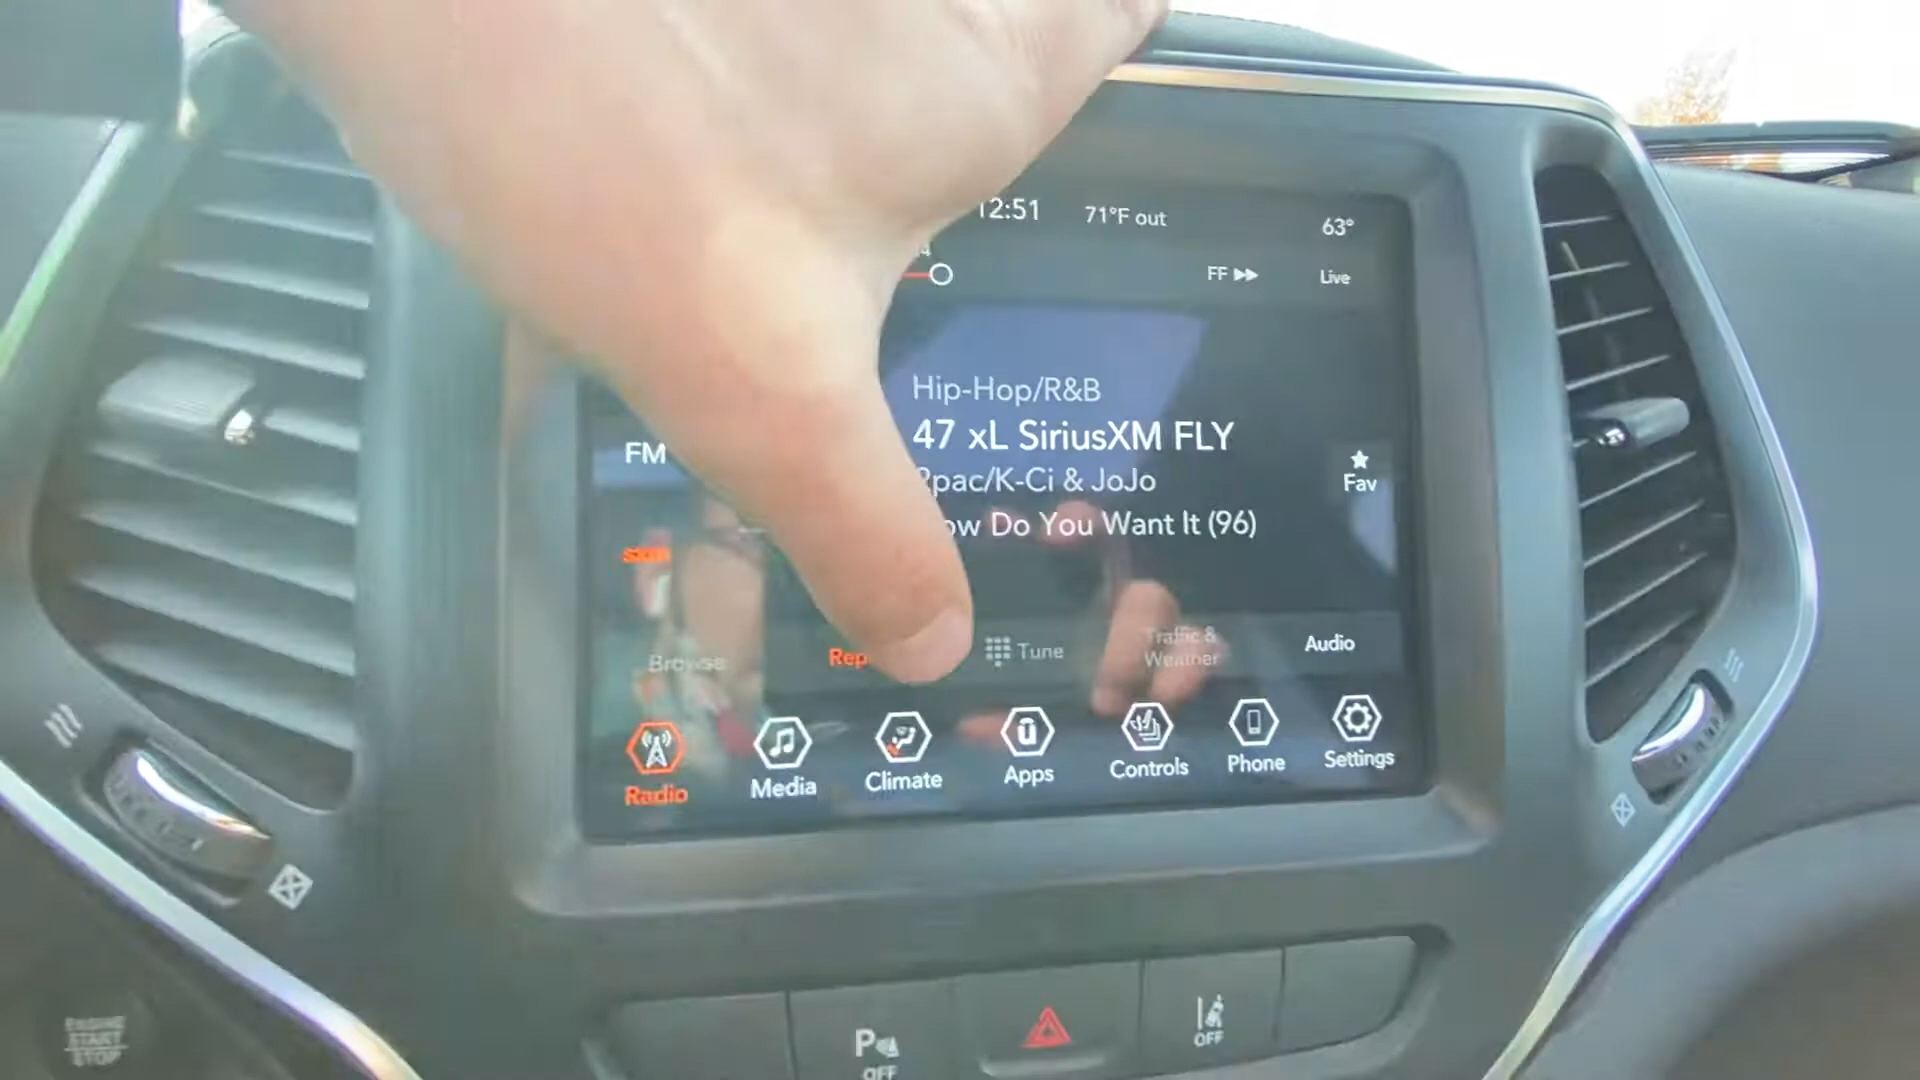 12:51 71°F out 63°
FF Live
Hip-Hop/R&B
47 xL SiriusXM FLY
2pac/K-Ci & JoJo
Fav
FM
ow Do You Want It (96)
sxm
Browse Rep Tune Traffic & Weather Audio
Radio Media Climate Apps Controls Phone Settings
ENGINE
START
STOP
P OFF
OFF